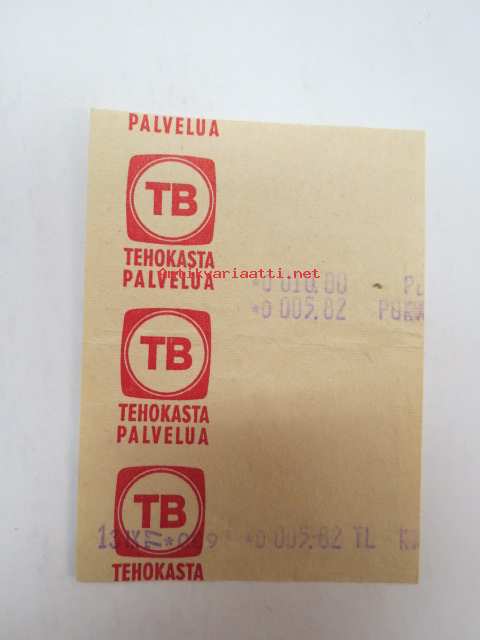 PALVELUA
TB
TEHOKASTA
PALVELUA
Antikvariaatti.net
*0 010.00
*0 005.82
TB
TEHOKASTA
PALVELUA
TB
*0 005.82 TL
TEHOKASTA